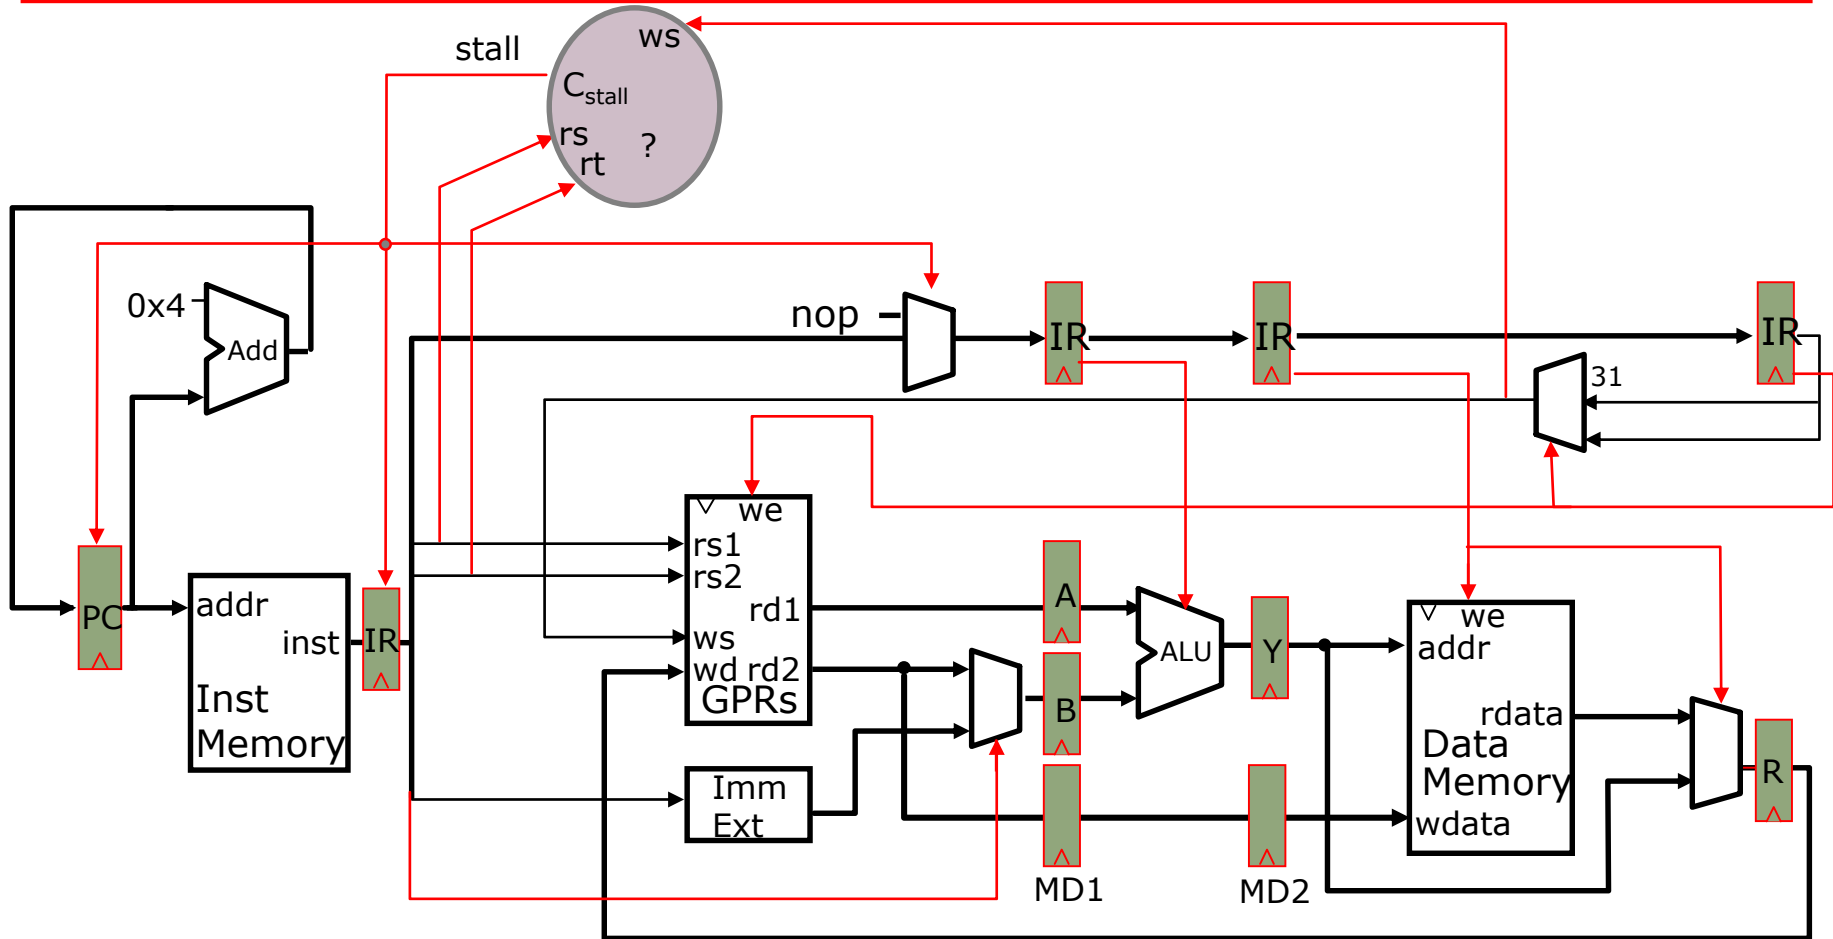 ws
stall
C_stall
rs
?
rt
0x4
nop
IR
IR
IR
Add
31
we
rs1
rs2
A
PC
addr
rd1
we
inst
IR
ws
ALU
Y
addr
wd rd2
GPRs
B
Inst
Memory
rdata
Data
Memory
R
Imm
Ext
wdata
MD1
MD2